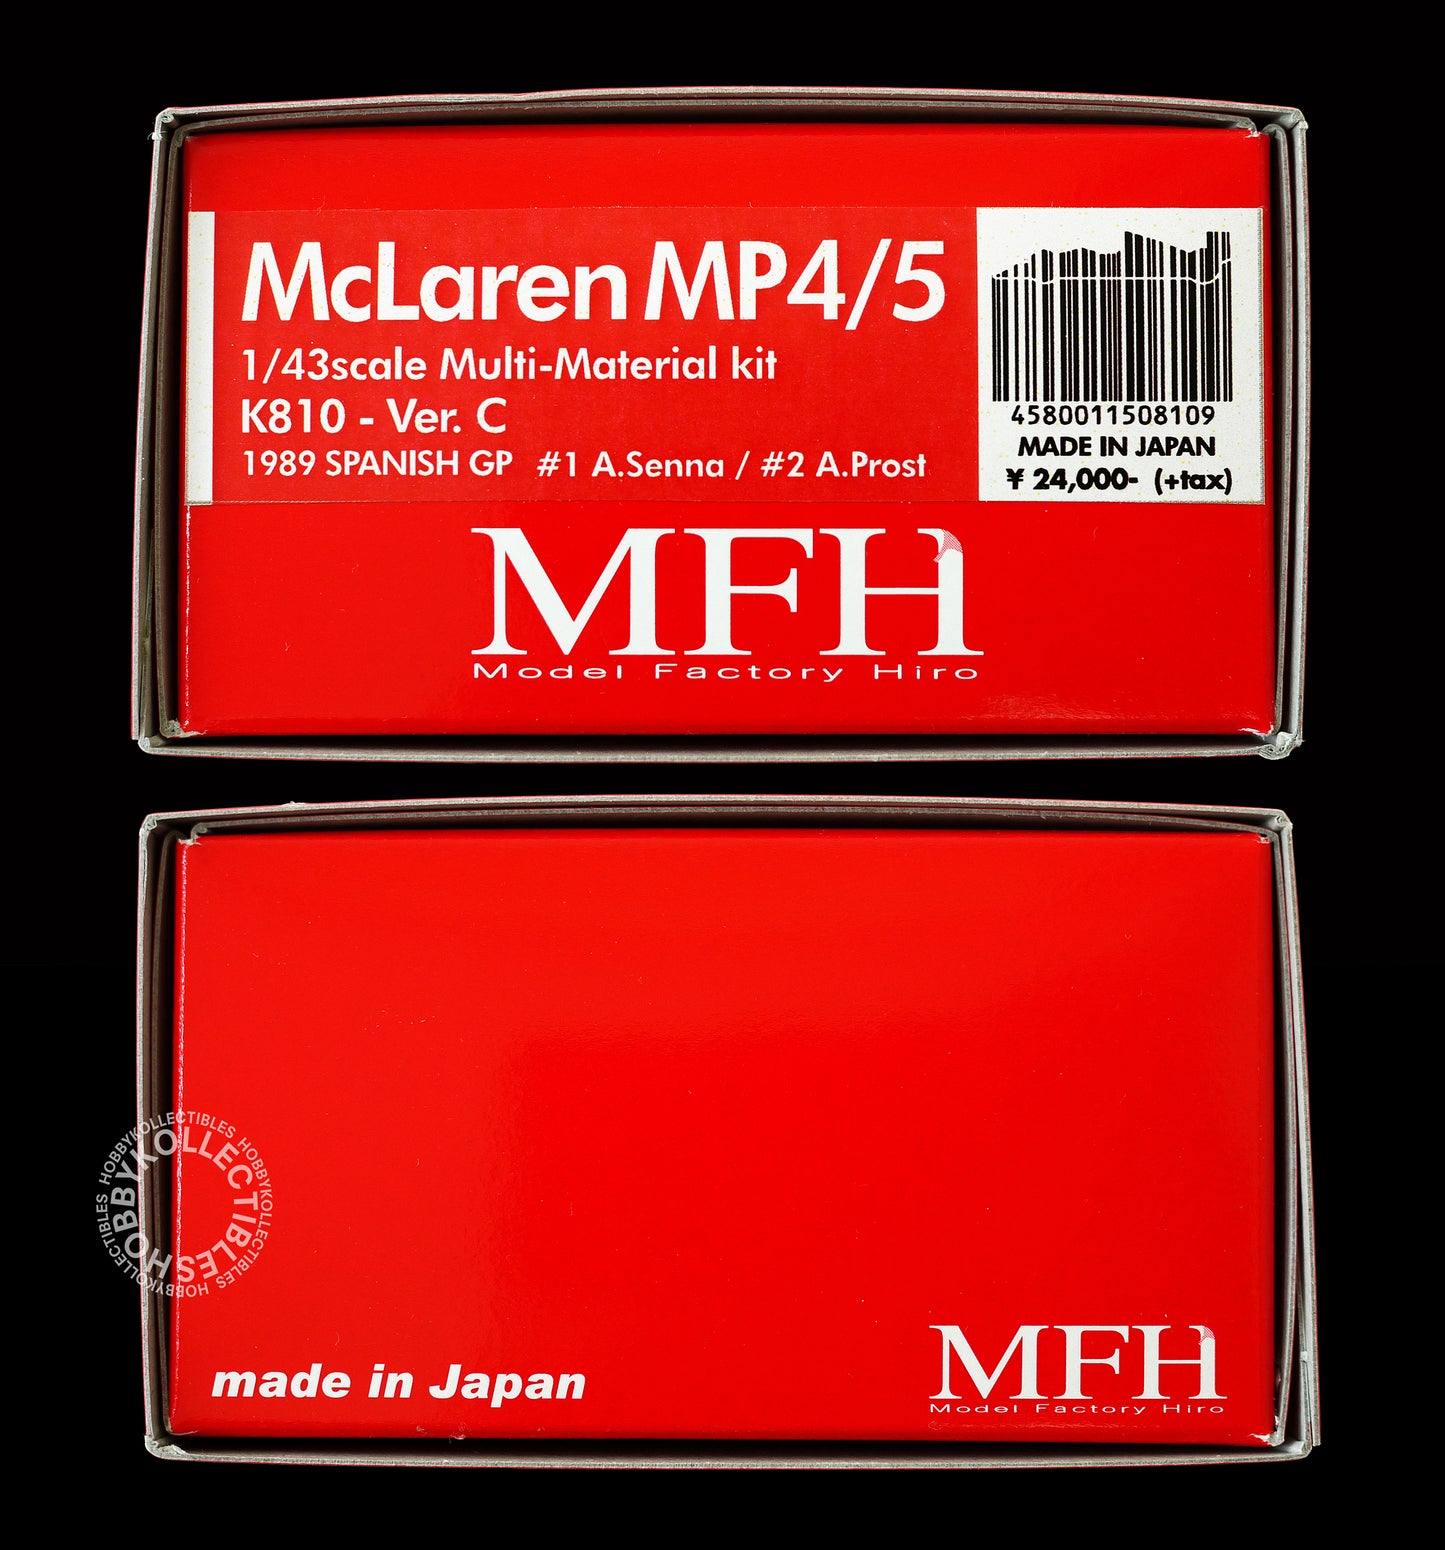 McLaren MP4/5
1/43scale Multi-Material kit
K810 - Ver. C
1989 SPANISH GP #1 A.Senna / #2 A.Prost
4580011508109
MADE IN JAPAN
¥ 24,000- (+tax)
MFH
Model Factory Hiro
HOBBYKOLLECTIBLES HOBBYKOLLECTIBLES HOBBYKOLLECTIBLES HOBBYKOLLECTIBLES
HOBBYKOLLECTIBLES
made in Japan
MFH
Model Factory Hiro